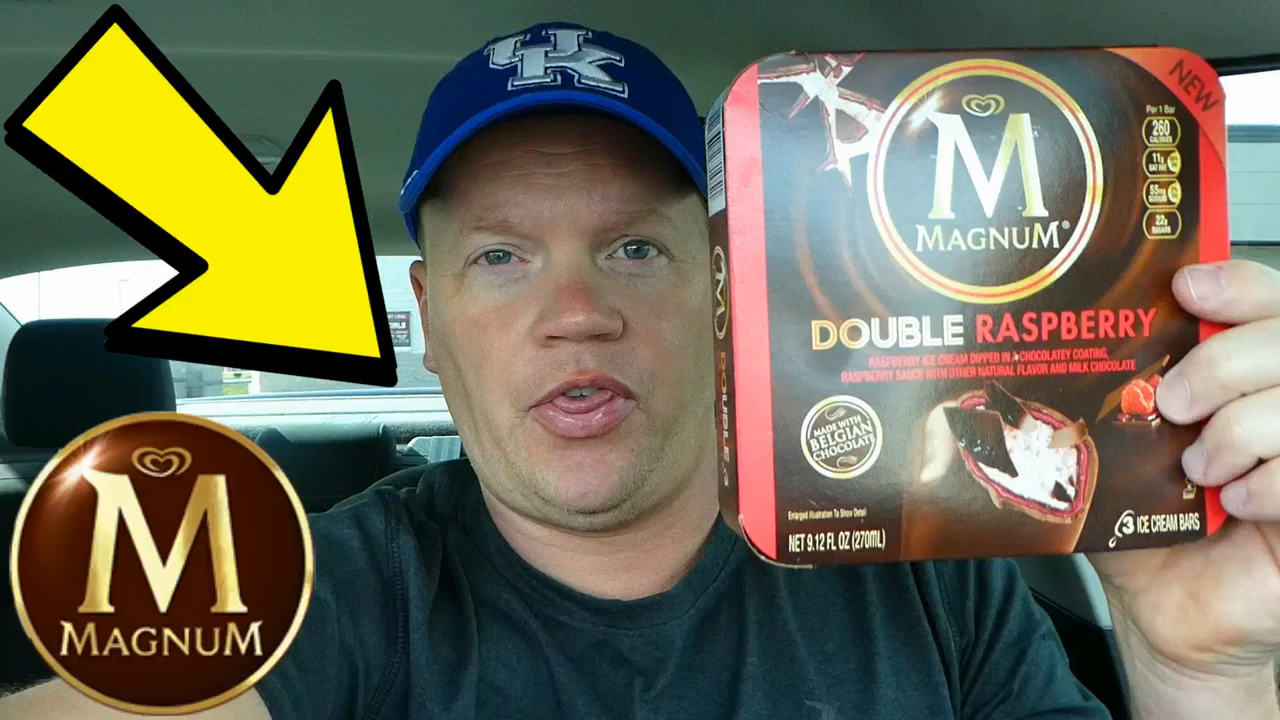 UK
NEW
M
MAGNUM®
Per 1 Bar
260
CALORIES
11g
SAT FAT
55mg
SODIUM
22g
SUGARS
DOUBLE RASPBERRY
RASPBERRY ICE CREAM DIPPED IN A CHOCOLATEY COATING,
RASPBERRY SAUCE WITH OTHER NATURAL FLAVOR AND MILK CHOCOLATE
MADE WITH
BELGIAN
CHOCOLATE
Enlarged Illustration To Show Detail
NET 9.12 FL OZ (270mL)
3 ICE CREAM BARS
M
DOUBLE
M
MAGNUM